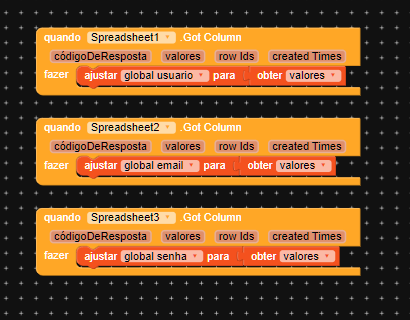 quando Spreadsheet1 .Got Column
códigoDeResposta valores row Ids created Times
fazer ajustar global usuario para obter valores
quando Spreadsheet2 .Got Column
códigoDeResposta valores row Ids created Times
fazer ajustar global email para obter valores
quando Spreadsheet3 .Got Column
códigoDeResposta valores row Ids created Times
fazer ajustar global senha para obter valores